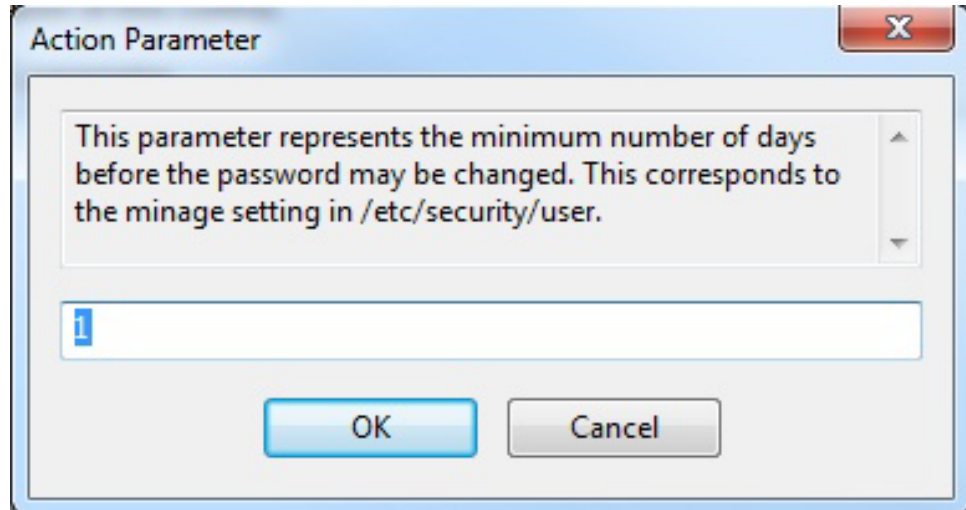 Action Parameter
This parameter represents the minimum number of days
before the password may be changed. This corresponds to
the minage setting in /etc/security/user.
1
OK Cancel